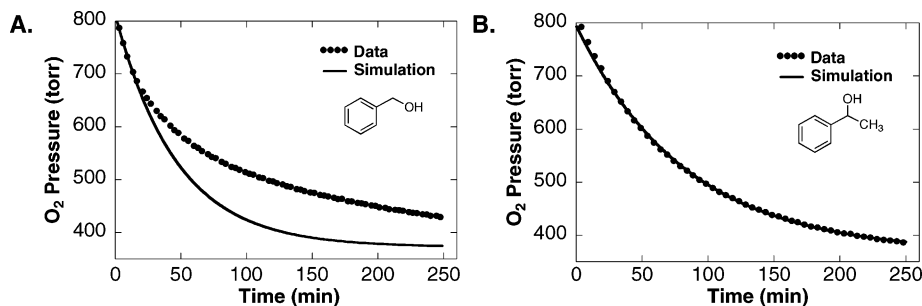 A.
O2 Pressure (torr)
800
700
600
500
400
0 50 100 150 200 250
Time (min)
Data
Simulation
OH
B.
O2 Pressure (torr)
800
700
600
500
400
0 50 100 150 200 250
Time (min)
Data
Simulation
OH
CH3